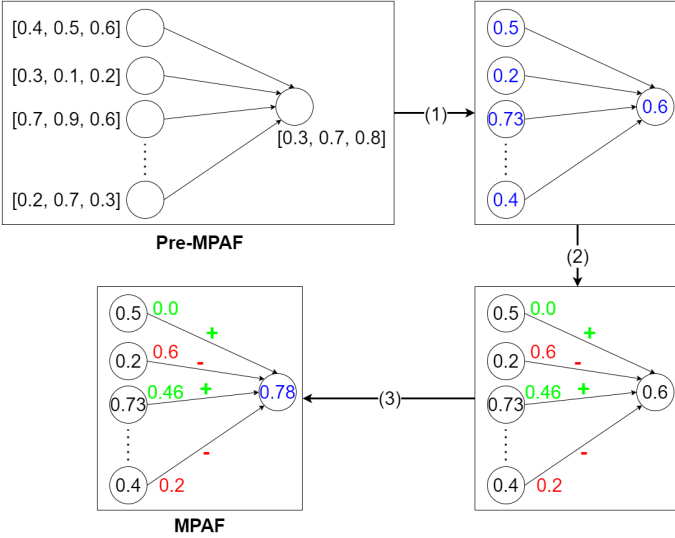 [0.4, 0.5, 0.6]
[0.3, 0.1, 0.2]
[0.7, 0.9, 0.6]
[0.2, 0.7, 0.3]
[0.3, 0.7, 0.8]
Pre-MPAF
(1)
0.5
0.2
0.73
0.4
0.6
(2)
0.5 0.0 +
0.2 0.6 -
0.73 0.46 +
0.6
-
0.4 0.2
(3)
0.5 0.0 +
0.2 0.6 -
0.73 0.46 +
0.78
-
0.4 0.2
MPAF